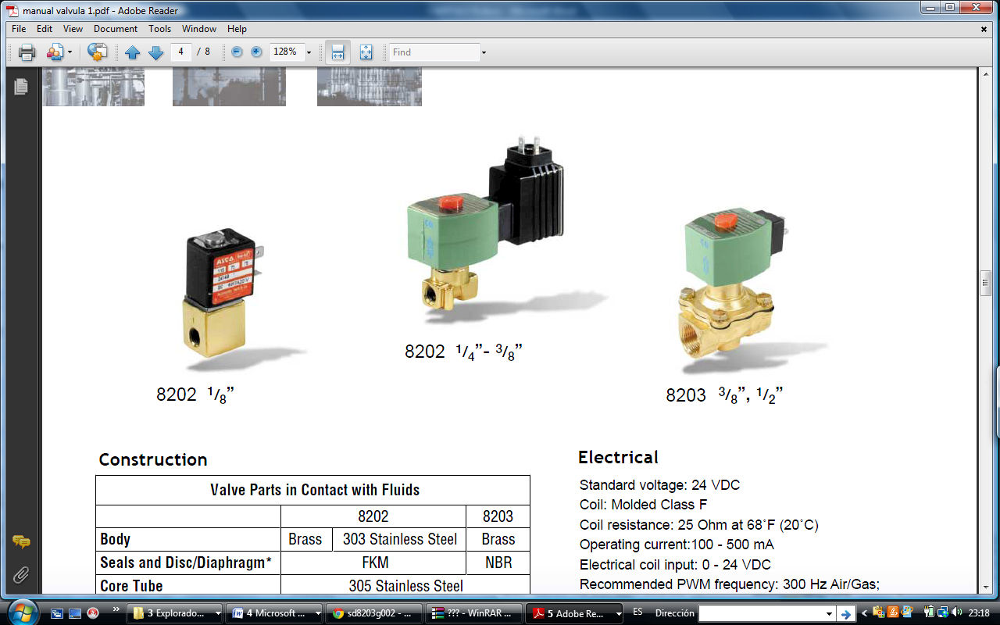 manual valvula 1.pdf - Adobe Reader
File Edit View Document Tools Window Help
4 / 8 128% Find
ASCO
8202 1/8”
8202 1/4”- 3/8”
8203 3/8”, 1/2”
Construction
Valve Parts in Contact with Fluids
8202 8203
Body Brass 303 Stainless Steel Brass
Seals and Disc/Diaphragm* FKM NBR
Core Tube 305 Stainless Steel
Electrical
Standard voltage: 24 VDC
Coil: Molded Class F
Coil resistance: 25 Ohm at 68˚F (20˚C)
Operating current:100 - 500 mA
Electrical coil input: 0 - 24 VDC
Recommended PWM frequency: 300 Hz Air/Gas;
3 Explorado... 4 Microsoft ... sd8203g002 - ... ??? - WinRAR ... 5 Adobe Re... ES Dirección 23:18